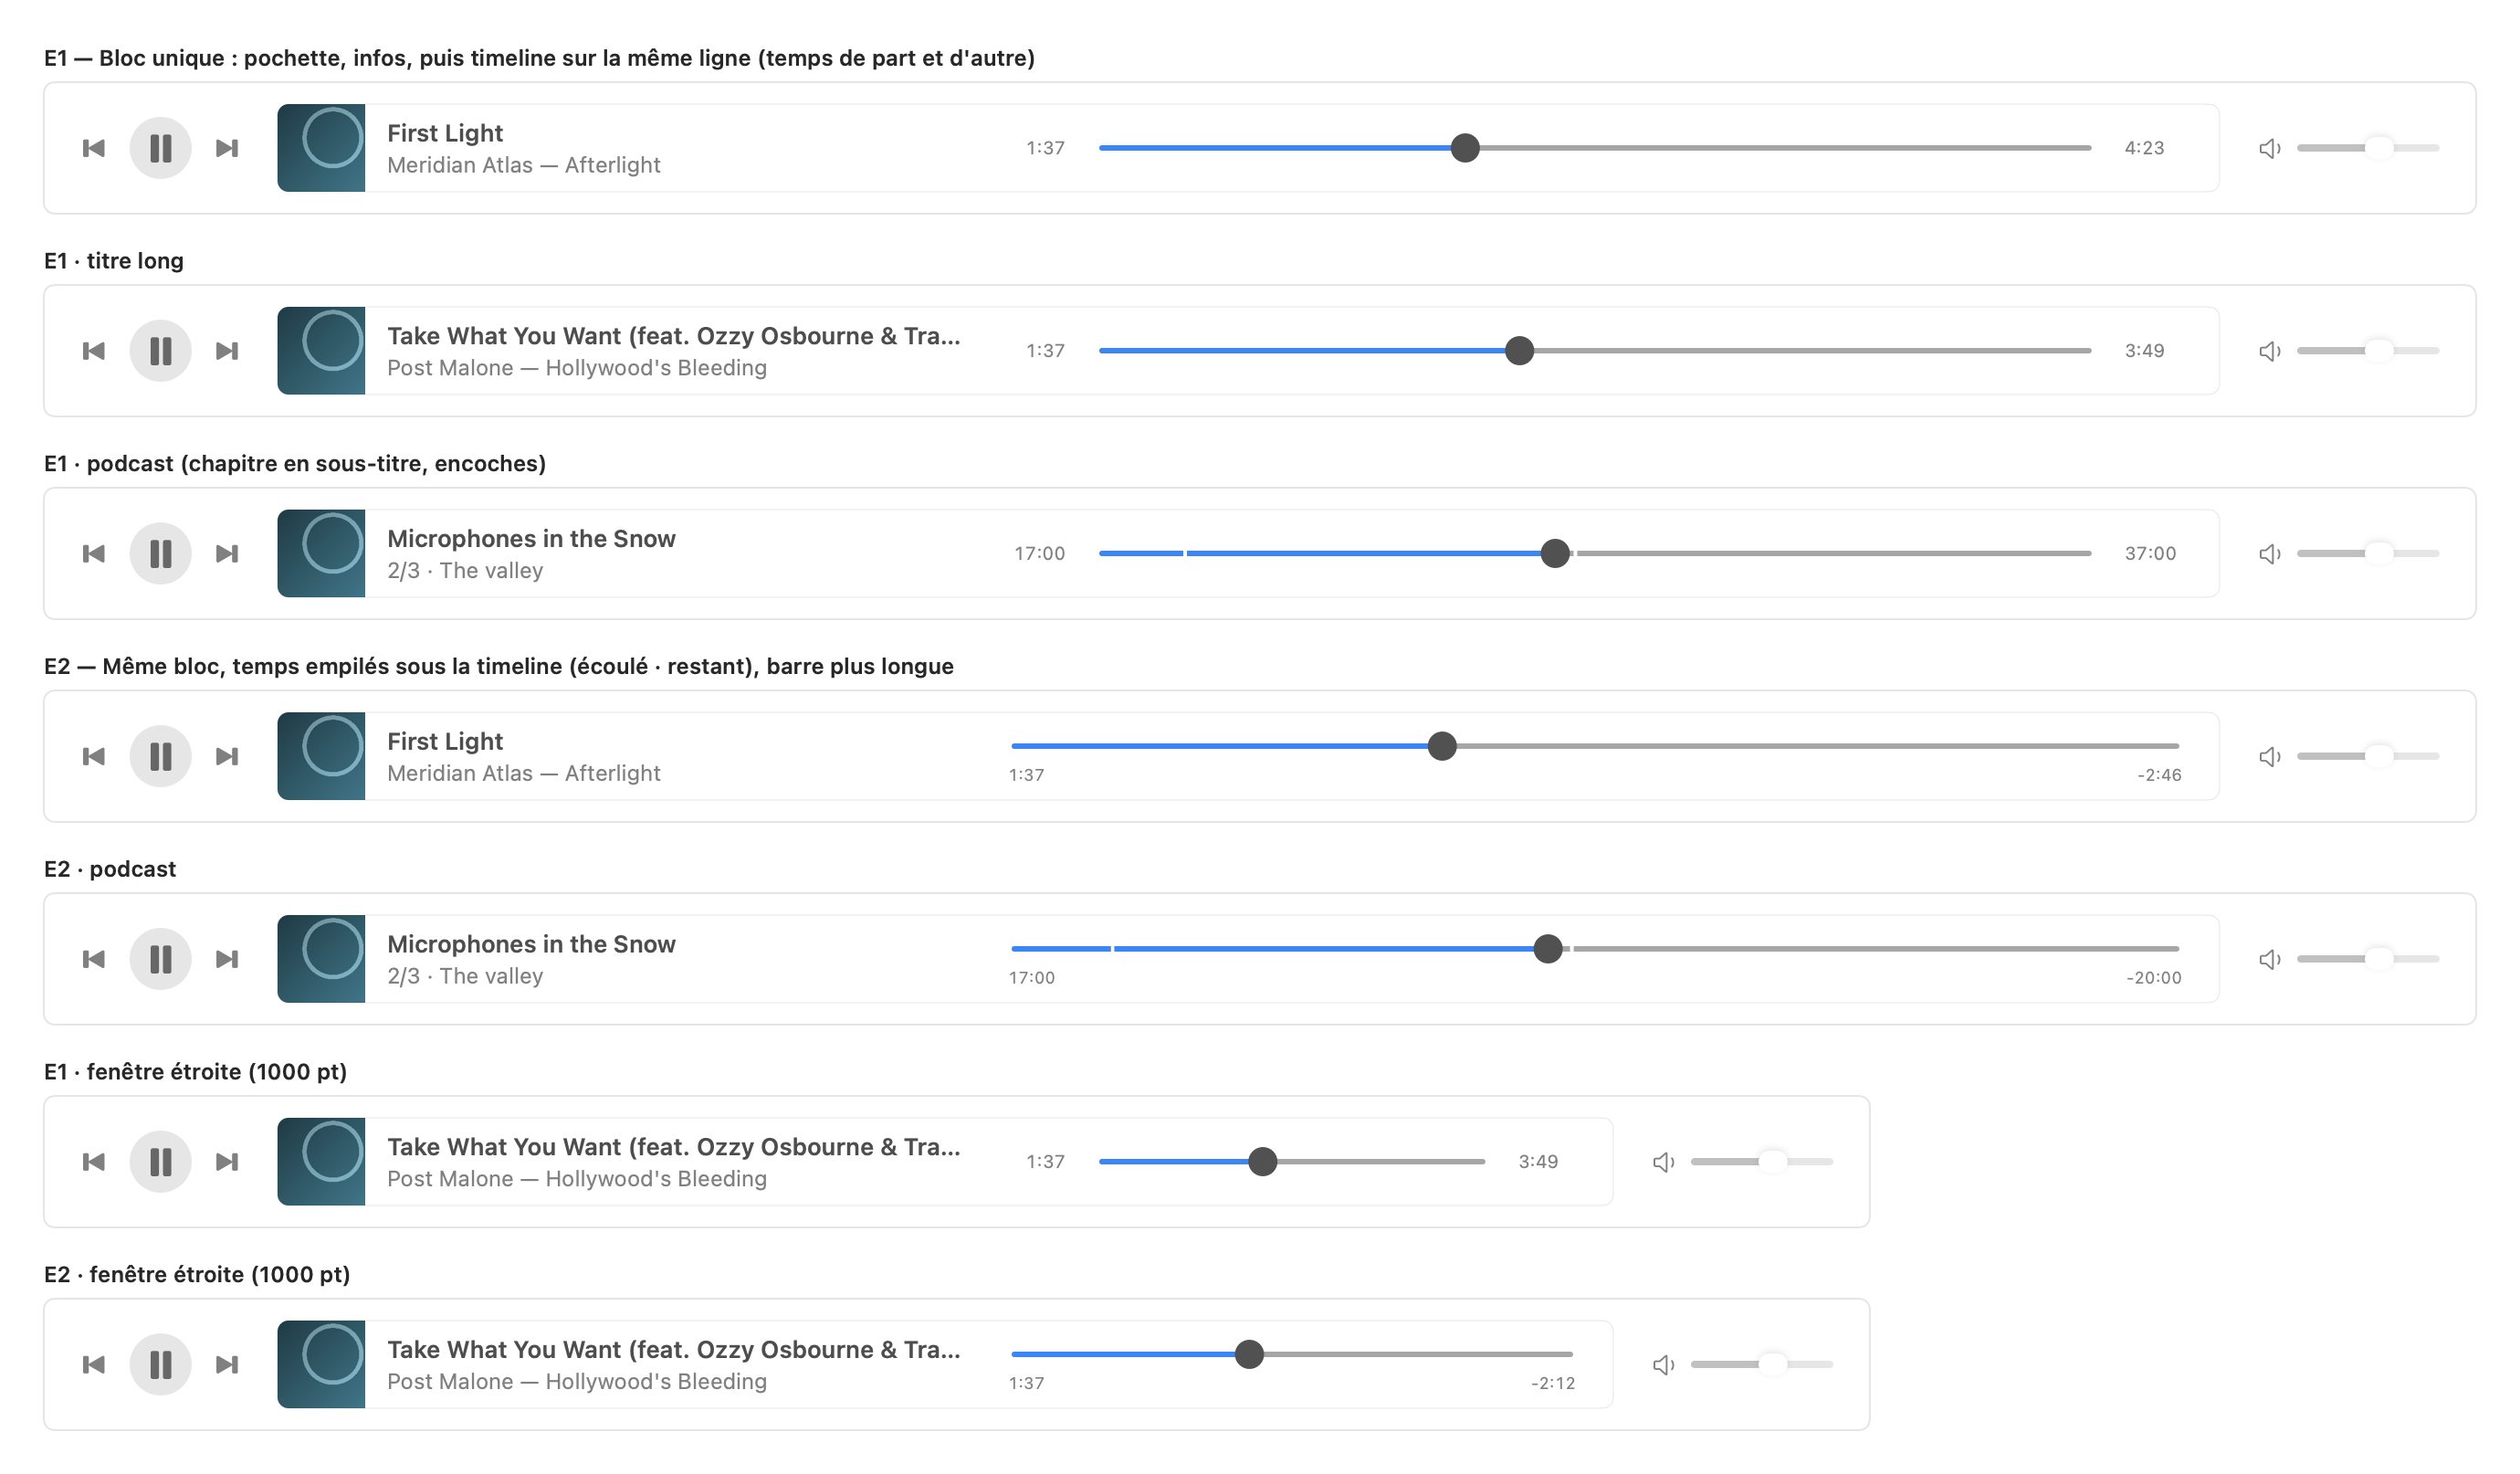 E1 — Bloc unique : pochette, infos, puis timeline sur la même ligne (temps de part et d'autre)
First Light
Meridian Atlas — Afterlight
1:37
4:23
E1 · titre long
Take What You Want (feat. Ozzy Osbourne & Tra...
Post Malone — Hollywood's Bleeding
1:37
3:49
E1 · podcast (chapitre en sous-titre, encoches)
Microphones in the Snow
2/3 · The valley
17:00
37:00
E2 — Même bloc, temps empilés sous la timeline (écoulé · restant), barre plus longue
First Light
Meridian Atlas — Afterlight
1:37
-2:46
E2 · podcast
Microphones in the Snow
2/3 · The valley
17:00
-20:00
E1 · fenêtre étroite (1000 pt)
Take What You Want (feat. Ozzy Osbourne & Tra...
Post Malone — Hollywood's Bleeding
1:37
3:49
E2 · fenêtre étroite (1000 pt)
Take What You Want (feat. Ozzy Osbourne & Tra...
Post Malone — Hollywood's Bleeding
1:37
-2:12